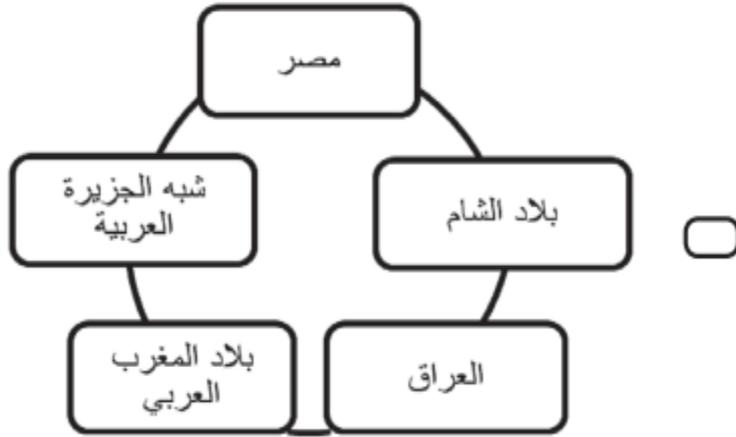 مصر
بلاد الشام
شبه الجزيرة
العربية
العراق
بلاد المغرب
العربي